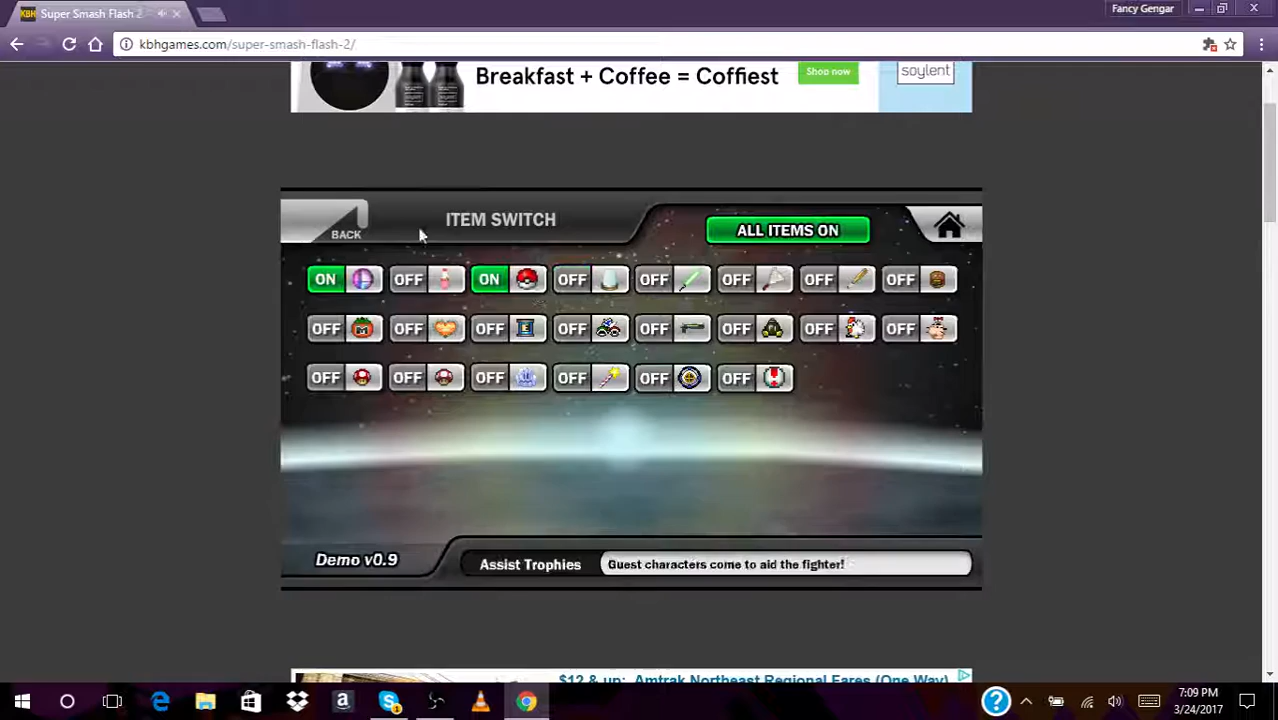 Super Smash Flash 2
Fancy Gengar
kbhgames.com/super-smash-flash-2/
Breakfast + Coffee = Coffiest
Shop now
soylent
BACK
ITEM SWITCH
ALL ITEMS ON
ON OFF ON OFF OFF OFF OFF OFF
OFF OFF OFF OFF OFF OFF OFF OFF
OFF OFF OFF OFF OFF OFF
Demo v0.9
Assist Trophies
Guest characters come to aid the fighter!
$12 & up: Amtrak Northeast Regional Fares (One Way)
7:09 PM
3/24/2017